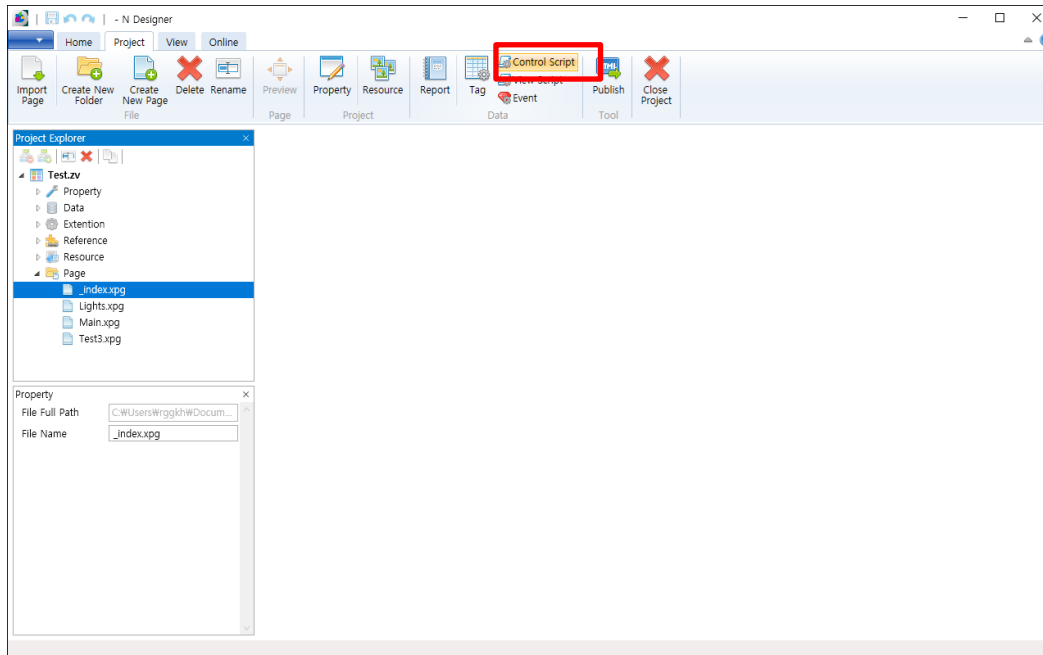 - N Designer
Home Project View Online
Import Page
Create New Folder
Create New Page
Delete
Rename
File
Preview
Page
Property
Resource
Project
Report
Tag
Control Script
View Script
Event
Data
Publish
Tool
Close Project
Project Explorer
Test.zv
Property
Data
Extention
Reference
Resource
Page
_index.xpg
Lights.xpg
Main.xpg
Test3.xpg
Property
File Full Path C:₩Users₩rggkh₩Docum...
File Name _index.xpg